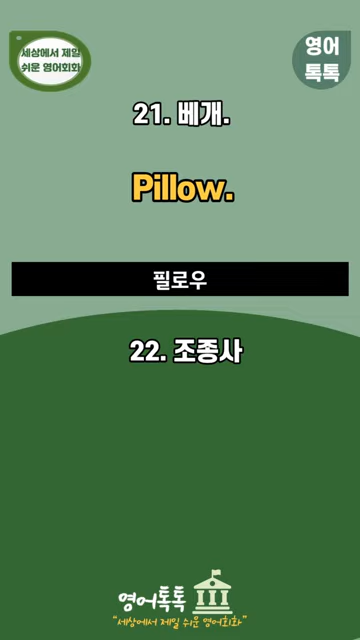 세상에서 제일
쉬운 영어회화
영어
톡톡
21. 베개.
Pillow.
필로우
22. 조종사
영어톡톡
"세상에서 제일 쉬운 영어회화"